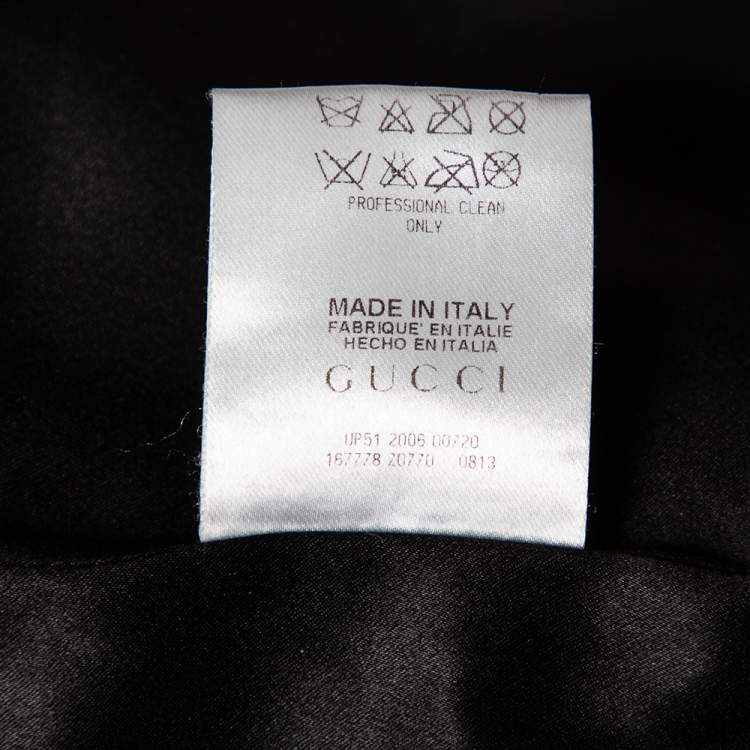 PROFESSIONAL CLEAN
ONLY
MADE IN ITALY
FABRIQUE' EN ITALIE
HECHO EN ITALIA
GUCCI
UP51 2006 00720
167778 Z0770 0813